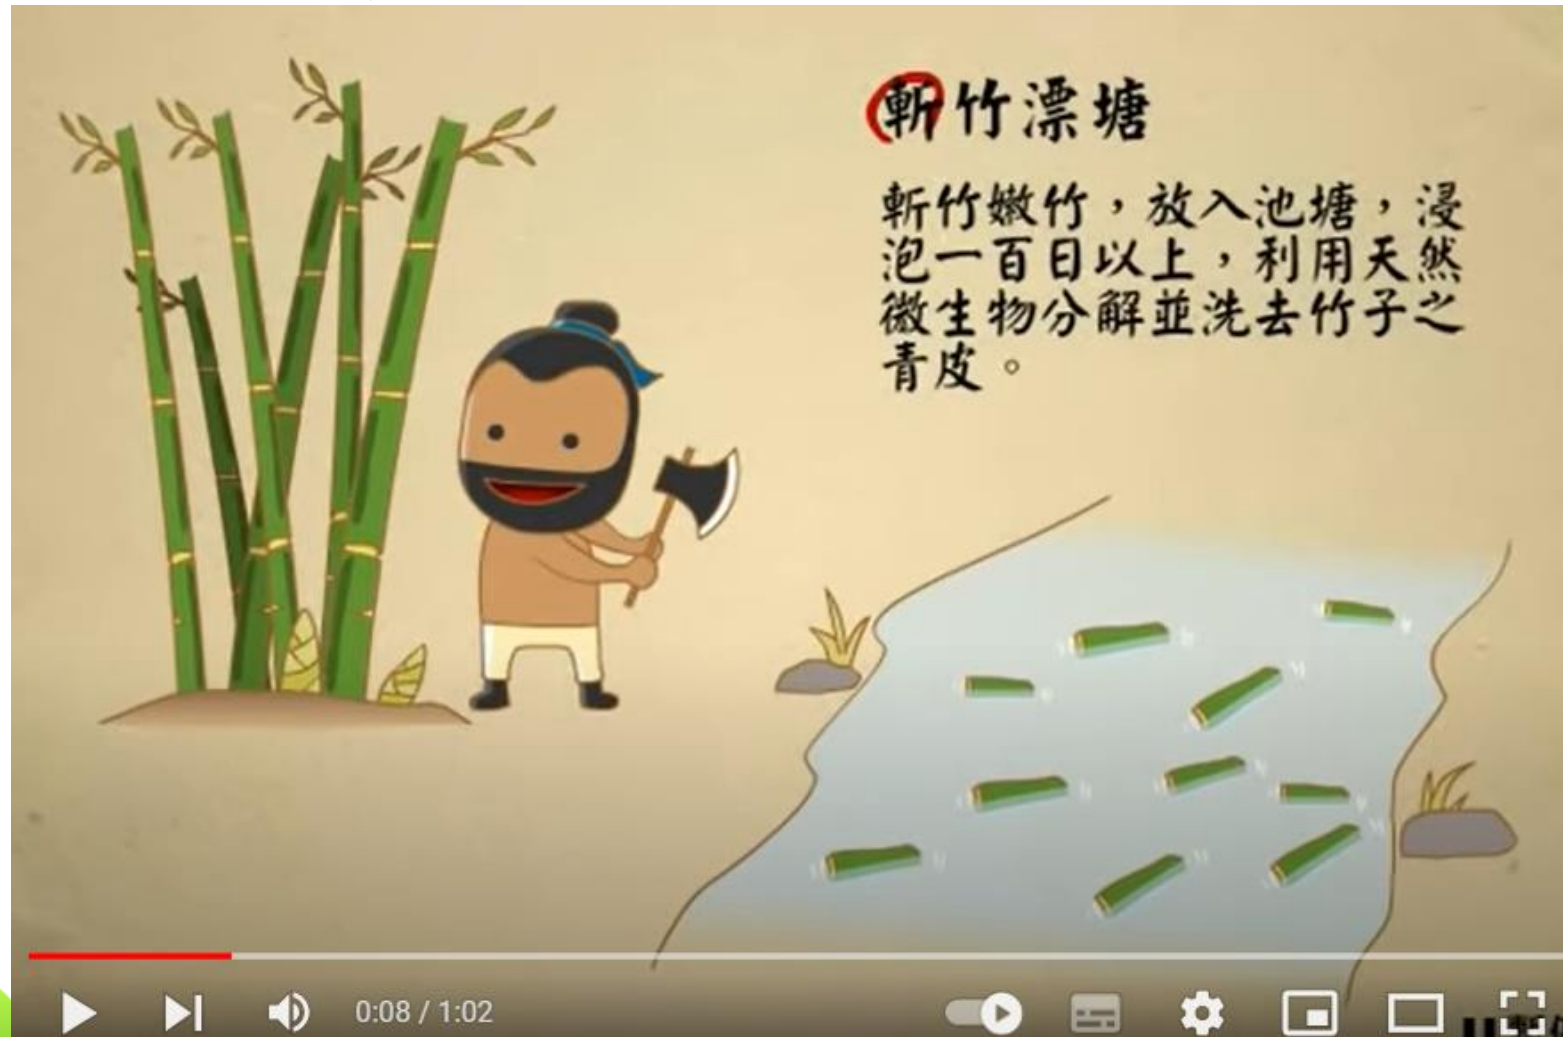 斬竹漂塘
斬竹嫩竹，放入池塘，浸
泡一百日以上，利用天然
微生物分解並洗去竹子之
青皮。
0:08 / 1:02